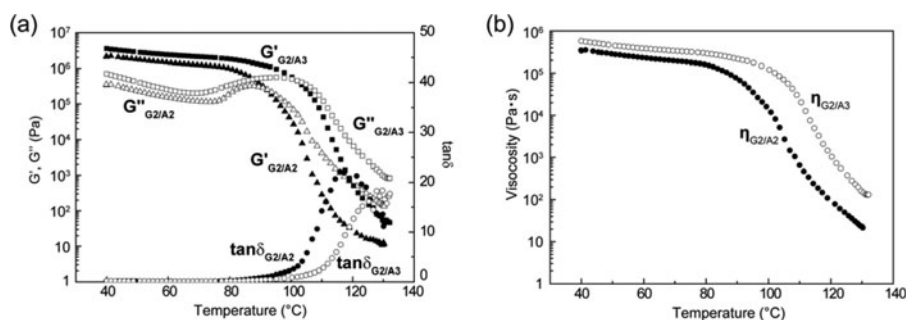 (a)
10⁷
10⁶
10⁵
10⁴
10³
10²
10
1
G', G'' (Pa)
50
40
30
20
10
0
tanδ
G'G2/A3
G''G2/A2
G''G2/A3
G'G2/A2
tanδG2/A2
tanδG2/A3
40 60 80 100 120 140
Temperature (°C)
(b)
10⁶
10⁵
10⁴
10³
10²
10
1
Visocosity (Pa·s)
ηG2/A3
ηG2/A2
40 60 80 100 120 140
Temperature (°C)